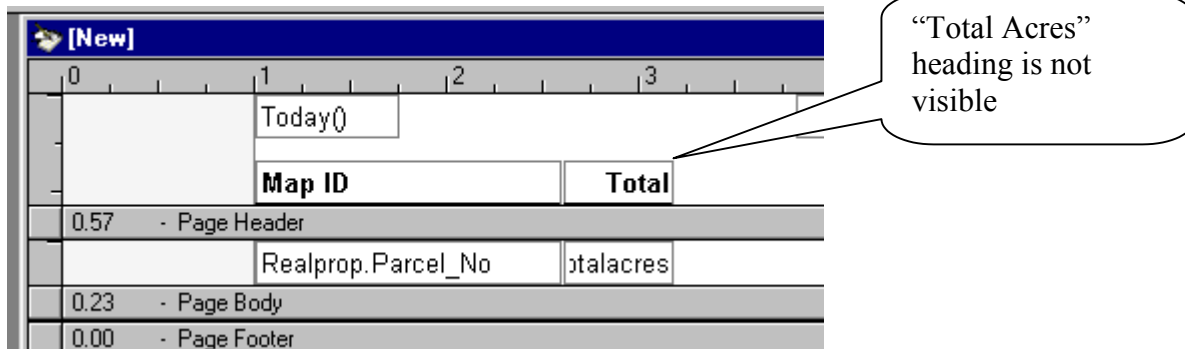 [New]
0 1 2 3
Today()
Map ID Total
0.57 - Page Header
Realprop.Parcel_No otalacres
0.23 - Page Body
0.00 - Page Footer
“Total Acres”
heading is not
visible